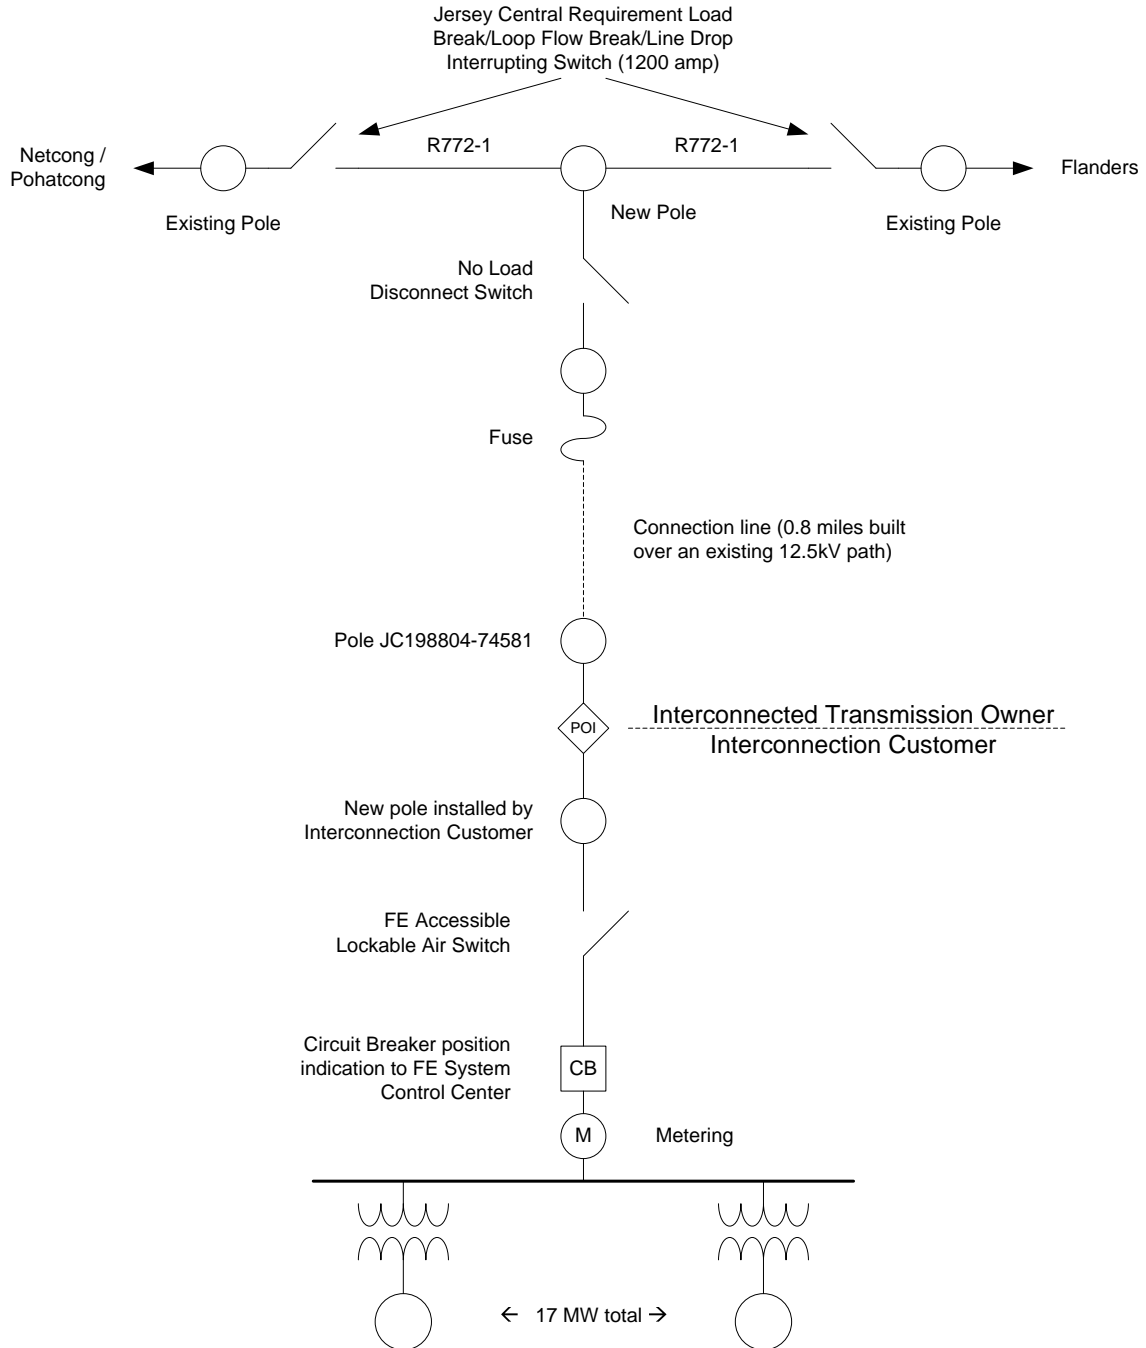 Jersey Central Requirement Load
Break/Loop Flow Break/Line Drop
Interrupting Switch (1200 amp)
R772-1
R772-1
Netcong /
Pohatcong
Flanders
Existing Pole
New Pole
Existing Pole
No Load
Disconnect Switch
Fuse
Connection line (0.8 miles built
over an existing 12.5kV path)
Pole JC198804-74581
Interconnected Transmission Owner
POI
Interconnection Customer
New pole installed by
Interconnection Customer
FE Accessible
Lockable Air Switch
Circuit Breaker position
indication to FE System
Control Center
CB
M
Metering
← 17 MW total →